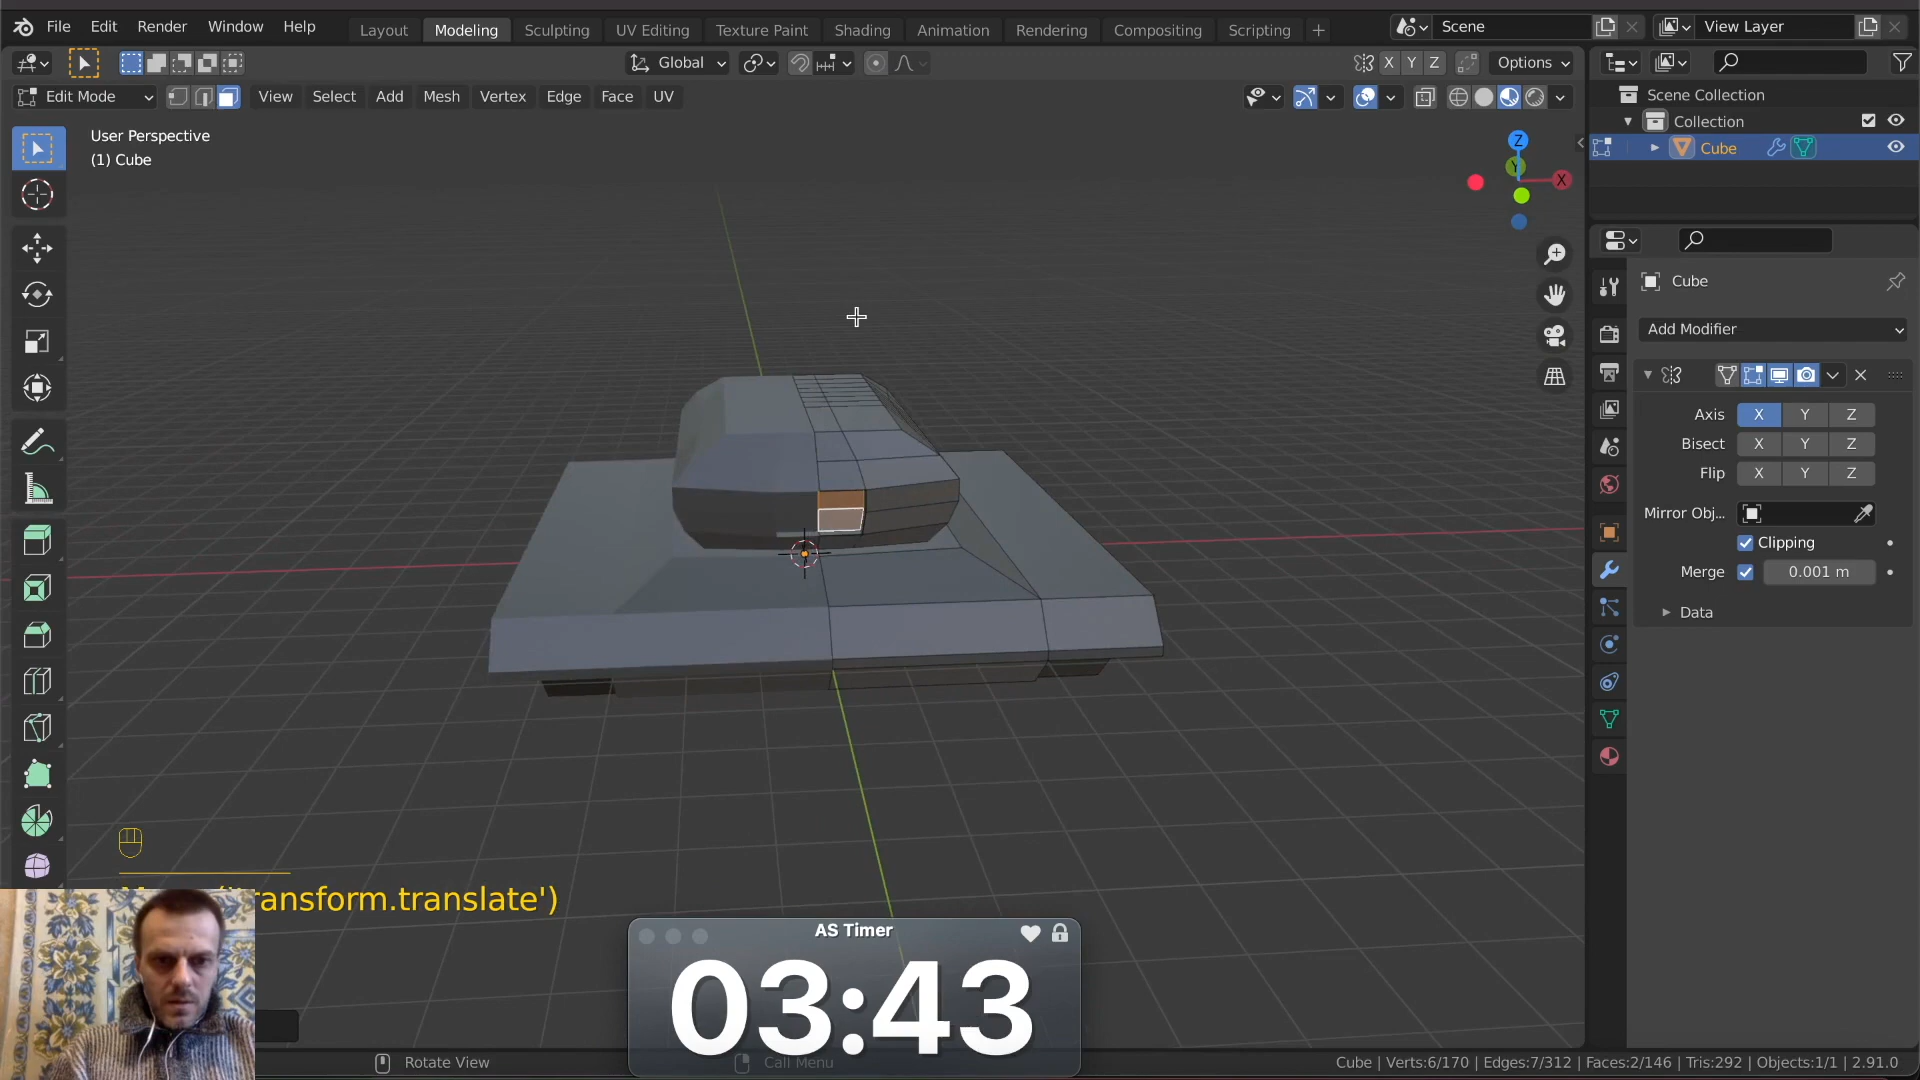 File Edit Render Window Help
Layout Modeling Sculpting UV Editing Texture Paint Shading Animation Rendering Compositing Scripting +
Scene
View Layer
Global
X Y Z
Options
Edit Mode
View Select Add Mesh Vertex Edge Face UV
User Perspective
(1) Cube
Z
Y
X
Scene Collection
Collection
Cube
Cube
Add Modifier
Axis X Y Z
Bisect X Y Z
Flip X Y Z
Mirror Obj...
Clipping
Merge 0.001 m
Data
ransform.translate')
AS Timer
03:43
Rotate View
Call Menu
Cube | Verts:6/170 | Edges:7/312 | Faces:2/146 | Tris:292 | Objects:1/1 | 2.91.0